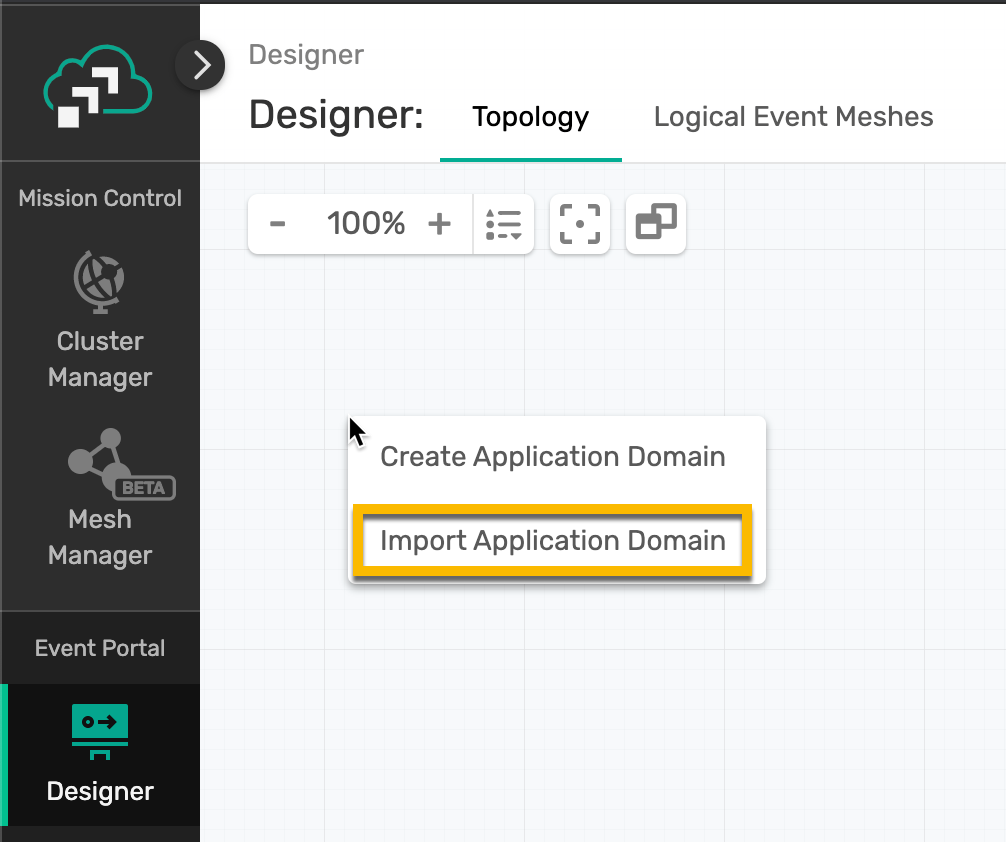 Designer
Designer:
Topology
Logical Event Meshes
Mission Control
- 100% +
Cluster
Manager
Create Application Domain
BETA
Mesh
Manager
Import Application Domain
Event Portal
Designer